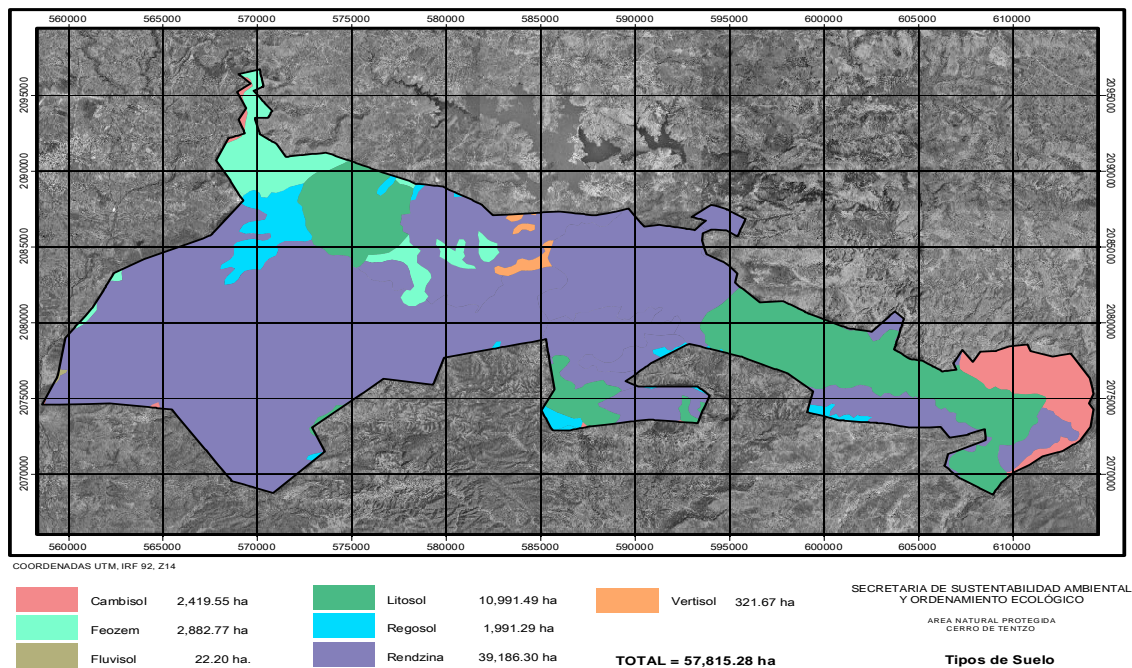 560000 565000 570000 575000 580000 585000 590000 595000 600000 605000 610000
2095000 2095000
2090000 2090000
2085000 2085000
2080000 2080000
2075000 2075000
2070000 2070000
560000 565000 570000 575000 580000 585000 590000 595000 600000 605000 610000
COORDENADAS UTM, IRF 92, Z14
Cambisol 2,419.55 ha
Feozem 2,882.77 ha
Fluvisol 22.20 ha.
Litosol 10,991.49 ha
Regosol 1,991.29 ha
Rendzina 39,186.30 ha
Vertisol 321.67 ha
TOTAL = 57,815.28 ha
SECRETARIA DE SUSTENTABILIDAD AMBIENTAL
Y ORDENAMIENTO ECOLÓGICO
AREA NATURAL PROTEGIDA
CERRO DE TENTZO
Tipos de Suelo